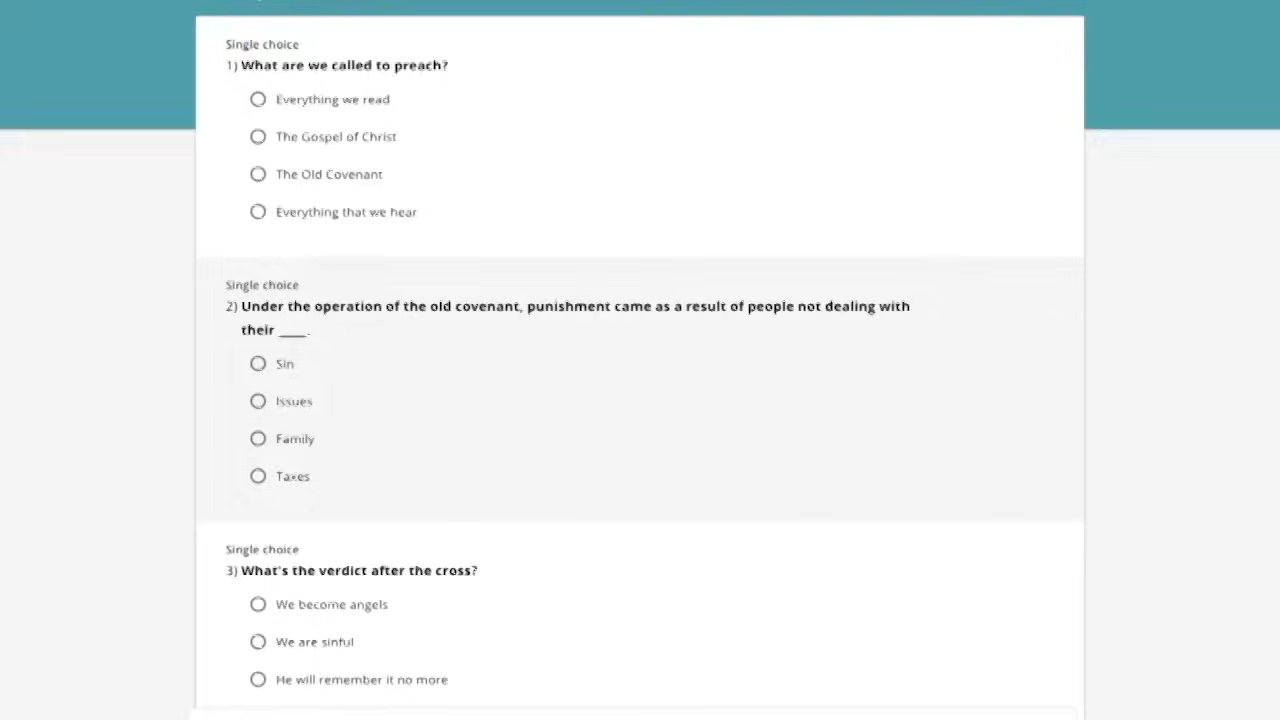 Single choice
1) What are we called to preach?
Everything we read
The Gospel of Christ
The Old Covenant
Everything that we hear
Single choice
2) Under the operation of the old covenant, punishment came as a result of people not dealing with
their ____.
Sin
Issues
Family
Taxes
Single choice
3) What's the verdict after the cross?
We become angels
We are sinful
He will remember it no more